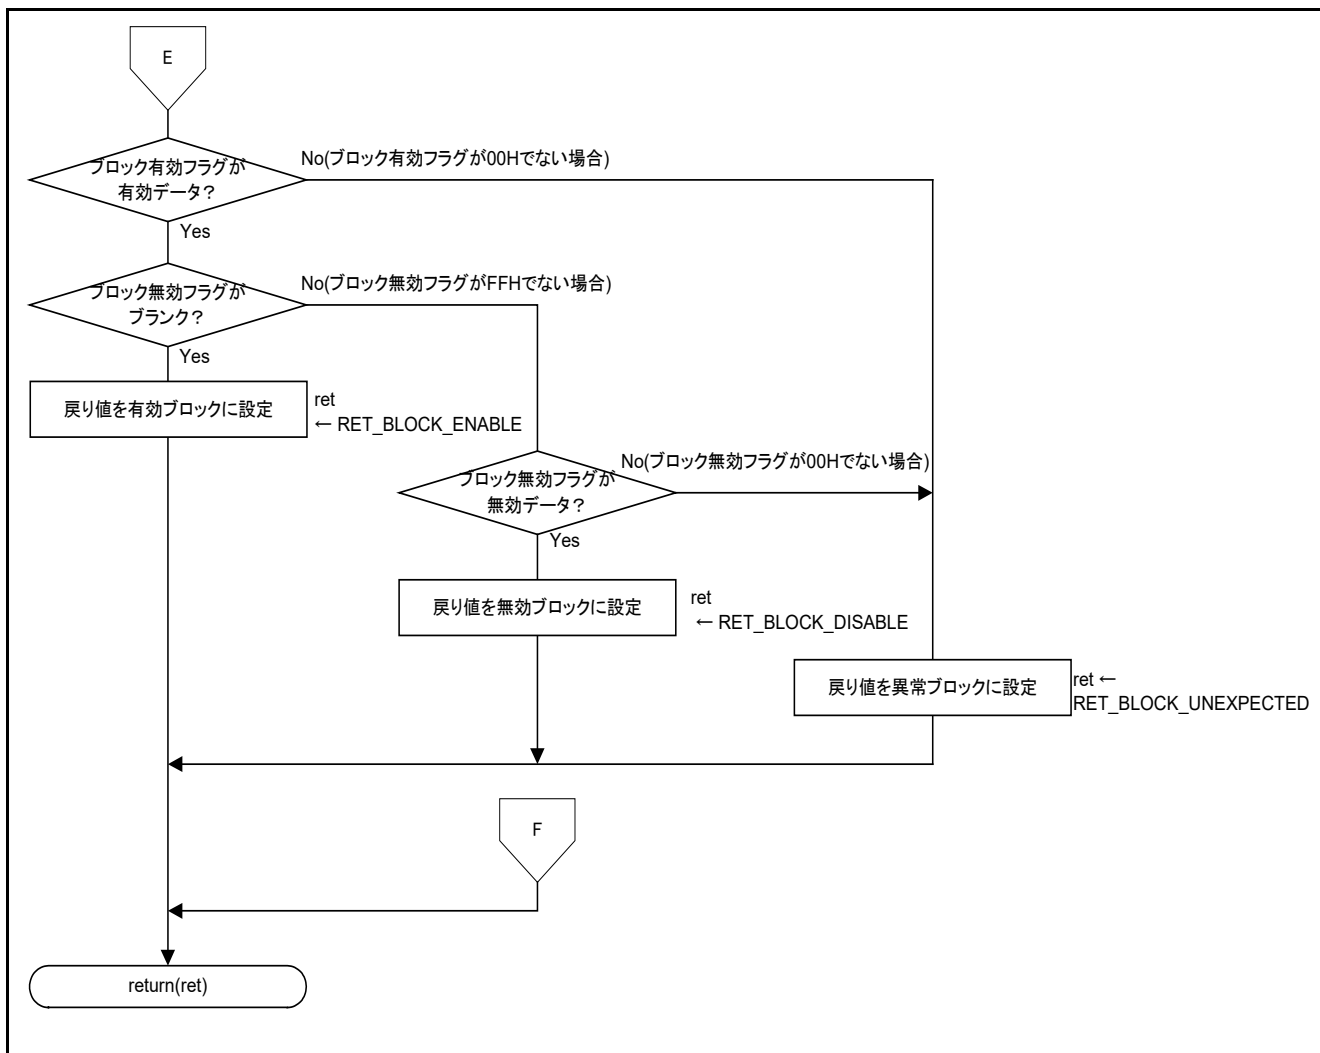 E
ブロック有効フラグが
有効データ？
No(ブロック有効フラグが00Hでない場合)
Yes
ブロック無効フラグが
ブランク？
No(ブロック無効フラグがFFHでない場合)
Yes
戻り値を有効ブロックに設定
ret
← RET_BLOCK_ENABLE
ブロック無効フラグが
無効データ？
No(ブロック無効フラグが00Hでない場合)
Yes
戻り値を無効ブロックに設定
ret
← RET_BLOCK_DISABLE
戻り値を異常ブロックに設定
ret ←
RET_BLOCK_UNEXPECTED
F
return(ret)